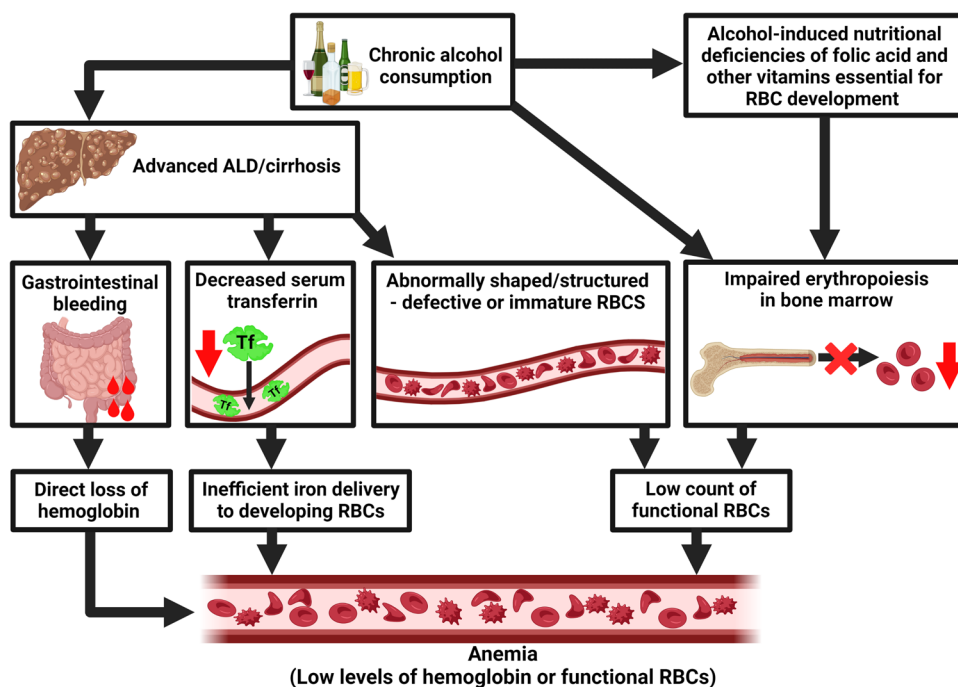 Chronic alcohol
consumption
Alcohol-induced nutritional
deficiencies of folic acid and
other vitamins essential for
RBC development
Advanced ALD/cirrhosis
Gastrointestinal
bleeding
Decreased serum
transferrin
Tf
Tf
Tf
Abnormally shaped/structured
- defective or immature RBCS
Impaired erythropoiesis
in bone marrow
Direct loss of
hemoglobin
Inefficient iron delivery
to developing RBCs
Low count of
functional RBCs
Anemia
(Low levels of hemoglobin or functional RBCs)